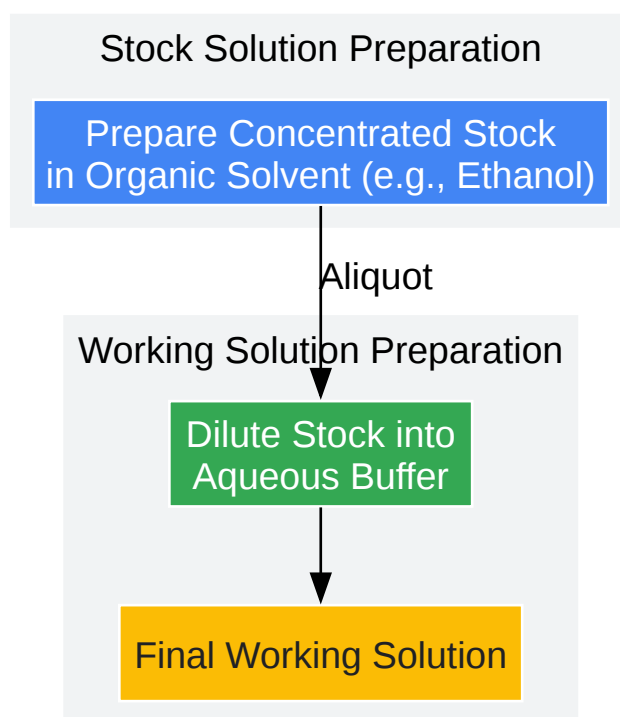 Stock Solution Preparation
Prepare Concentrated Stock
in Organic Solvent (e.g., Ethanol)
Aliquot
Working Solution Preparation
Dilute Stock into
Aqueous Buffer
Final Working Solution